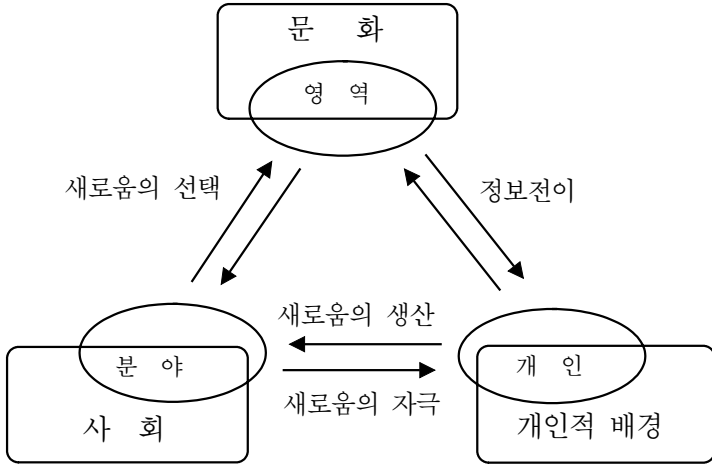 문 화
영 역
새로움의 선택
정보전이
새로움의 생산
분 야
개 인
새로움의 자극
사 회
개인적 배경